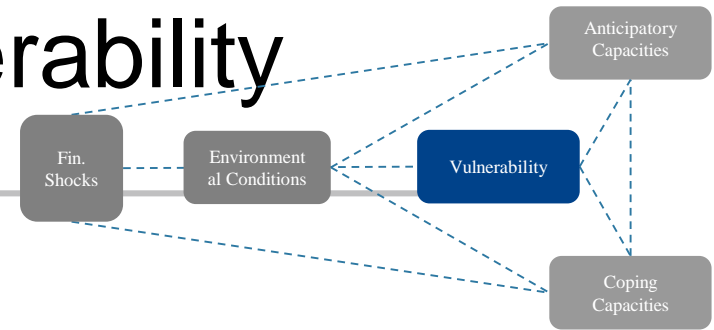 erability
Anticipatory
Capacities
Fin.
Shocks
Environment
al Conditions
Vulnerability
Coping
Capacities